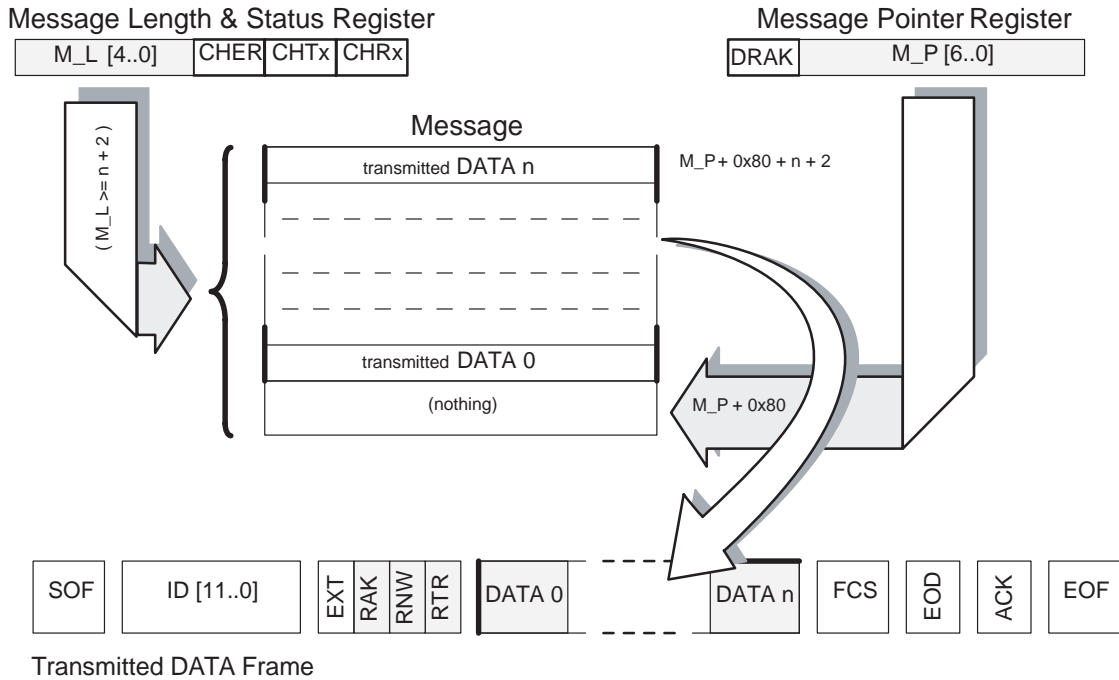 Message Length & Status Register
Message Pointer Register
M_L [4..0] CHER CHTx CHRx
DRAK M_P [6..0]
( M_L >= n + 2 )
Message
transmitted DATA n
M_P + 0x80 + n + 2
transmitted DATA 0
(nothing)
M_P + 0x80
SOF ID [11..0] EXT RAK RNW RTR DATA 0 DATA n FCS EOD ACK EOF
Transmitted DATA Frame